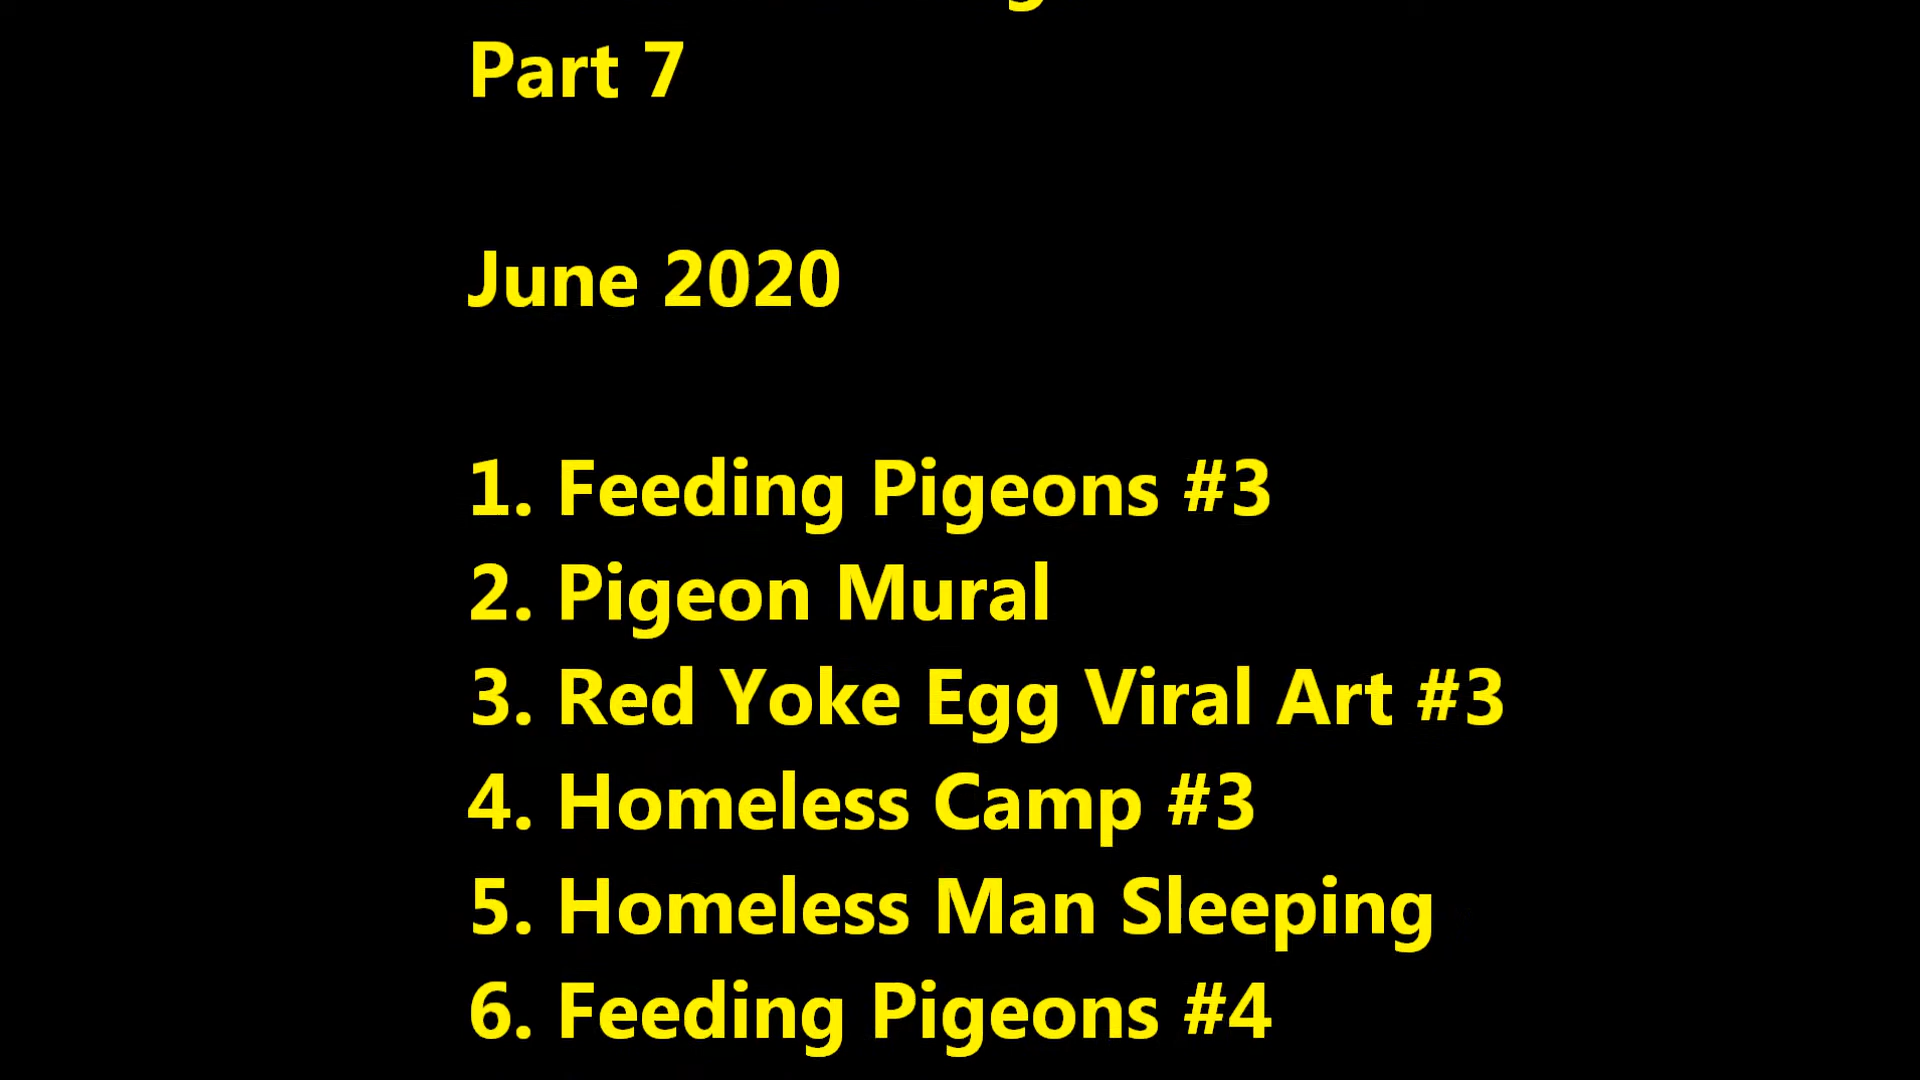 Part 7
June 2020
1. Feeding Pigeons #3
2. Pigeon Mural
3. Red Yoke Egg Viral Art #3
4. Homeless Camp #3
5. Homeless Man Sleeping
6. Feeding Pigeons #4